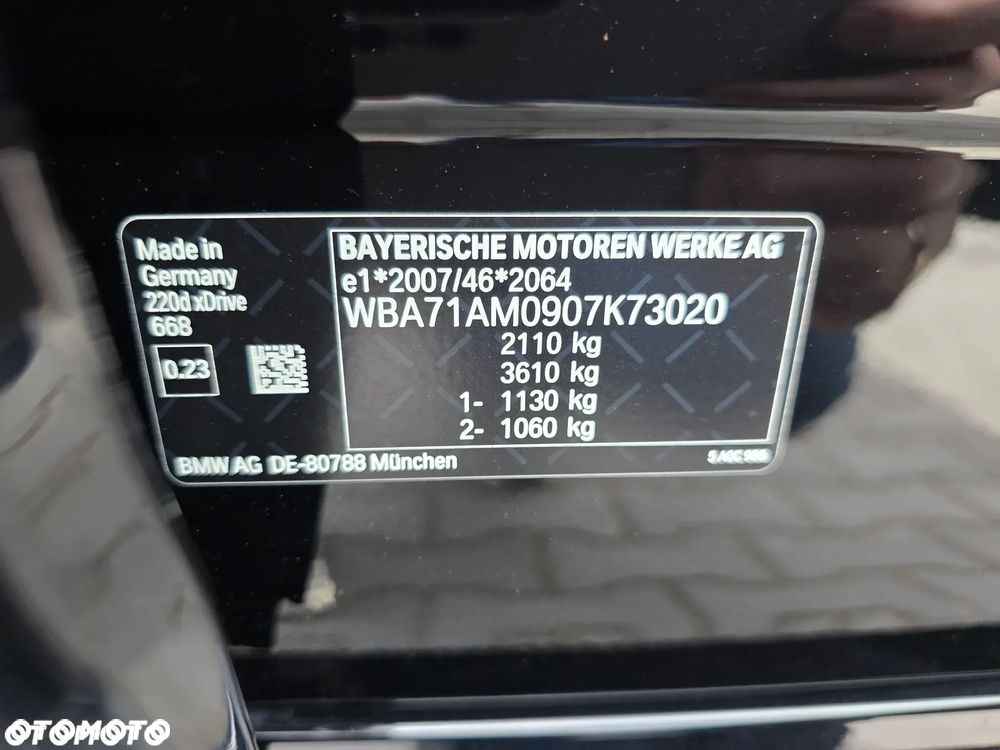 Made in
Germany
220d xDrive
668
0.23
BAYERISCHE MOTOREN WERKE AG
e1*2007/46*2064
WBA71AM0907K73020
2110 kg
3610 kg
1- 1130 kg
2- 1060 kg
BMW AG DE-80788 München
OTOMOTO